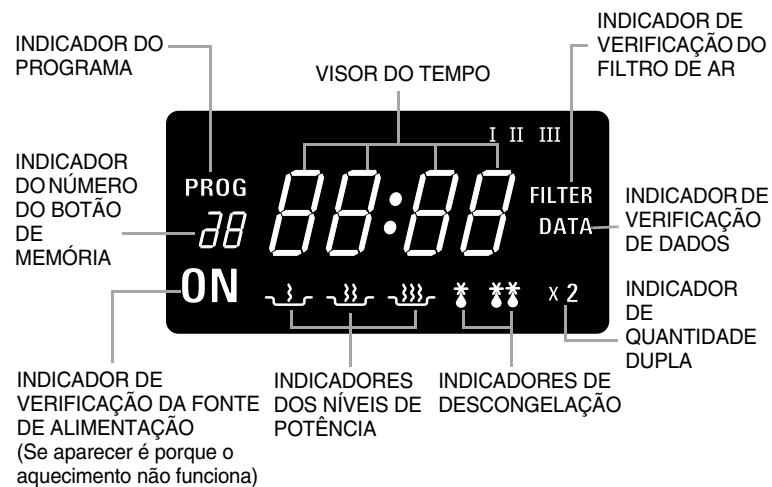 INDICADOR DO
PROGRAMA
VISOR DO TEMPO
INDICADOR DE
VERIFICAÇÃO DO
FILTRO DE AR
I II III
INDICADOR
DO NÚMERO
DO BOTÃO
DE
MEMÓRIA
PROG
d8
88:88
FILTER
DATA
INDICADOR DE
VERIFICAÇÃO
DE DADOS
ON
x 2
INDICADOR
DE
QUANTIDADE
DUPLA
INDICADOR DE
VERIFICAÇÃO DA FONTE
DE ALIMENTAÇÃO
(Se aparecer é porque o
aquecimento não funciona)
INDICADORES
DOS NÍVEIS DE
POTÊNCIA
INDICADORES DE
DESCONGELAÇÃO